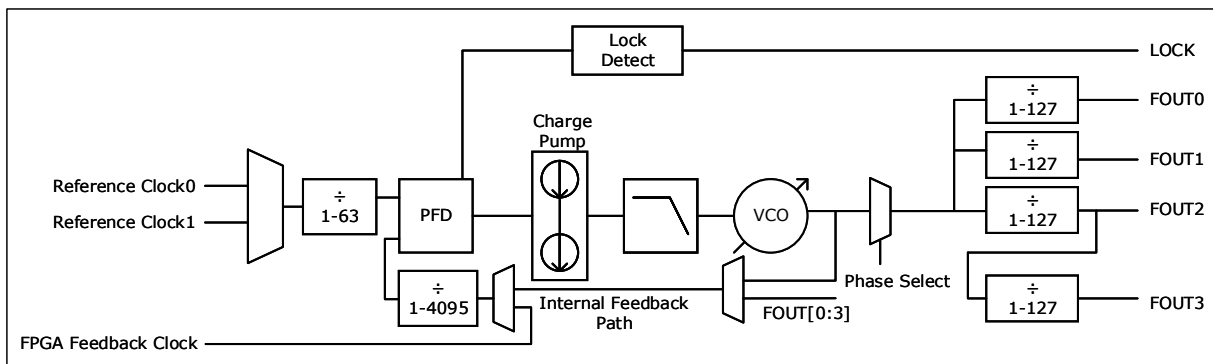 Lock
Detect
LOCK
÷
1-127
FOUT0
Charge
Pump
÷
1-127
FOUT1
Reference Clock0
Reference Clock1
÷
1-63
PFD
VCO
÷
1-127
FOUT2
Phase Select
÷
1-4095
Internal Feedback
Path
FOUT[0:3]
÷
1-127
FOUT3
FPGA Feedback Clock